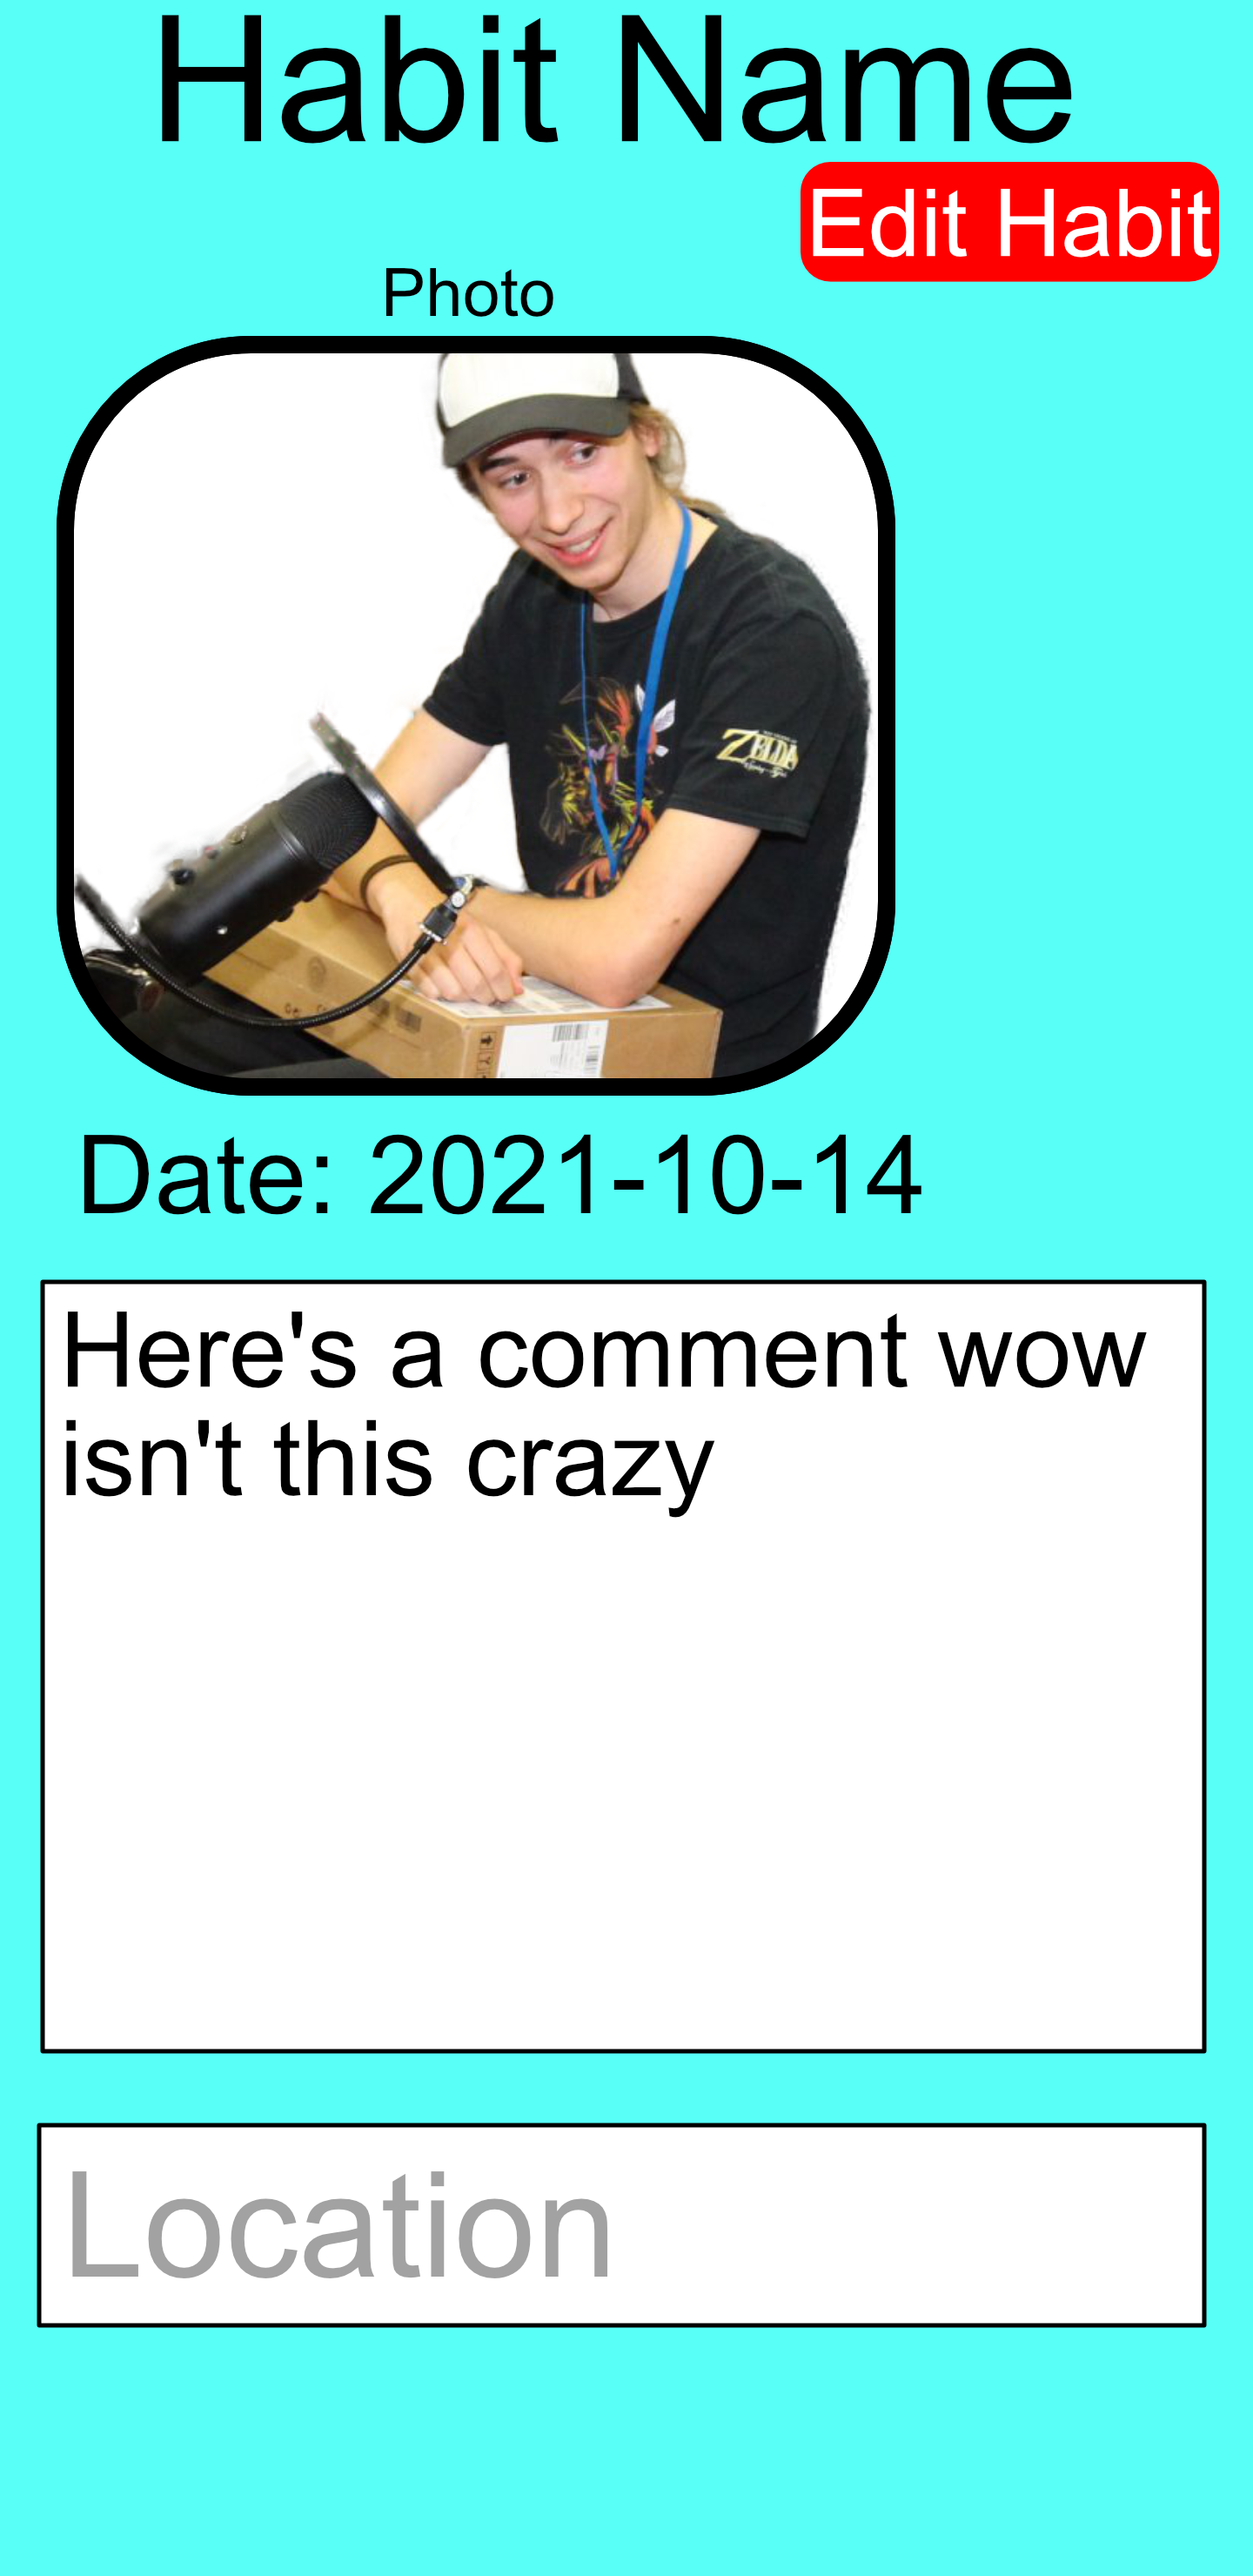 Habit Name
Edit Habit
Photo
ZELDA
Date: 2021-10-14
Here's a comment wow
isn't this crazy
Location